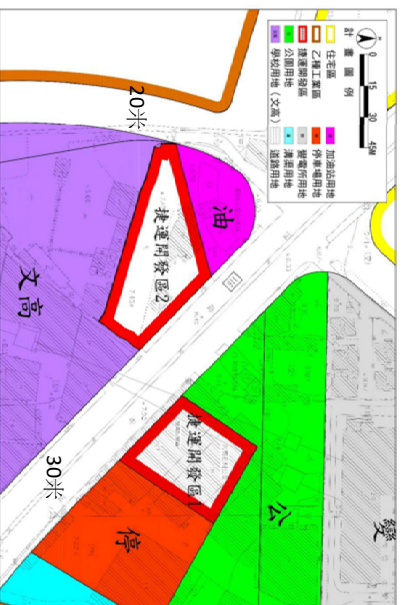 計畫圖例
0 15 30 45M
住宅區
乙種工業區
捷運開發區
公園用地
學校用地(文高)
加油站用地
停車場用地
變電所用地
溝渠用地
道路用地
20米
油
捷運開發區2
文高
捷運開發區1
30米
停
公
變